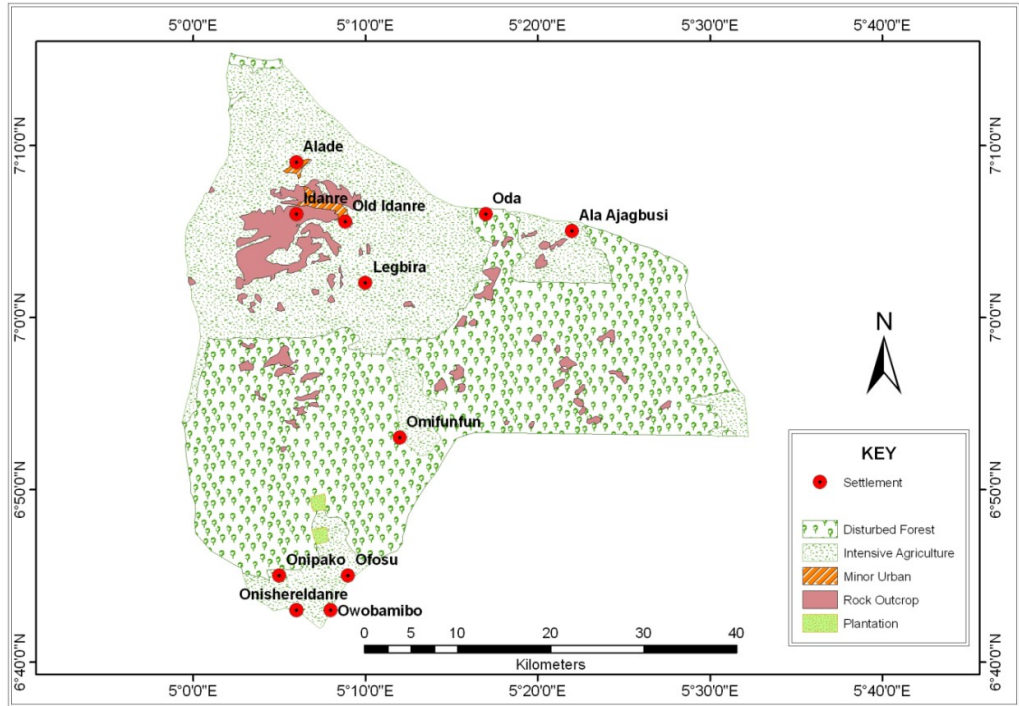 5°0'0"E
5°10'0"E
5°20'0"E
5°30'0"E
5°40'0"E
7°10'0"N
7°10'0"N
Alade
Idanre
Old Idanre
Oda
Ala Ajagbusi
Legbira
7°0'0"N
7°0'0"N
N
Omifunfun
6°50'0"N
6°50'0"N
Onipako
Ofosu
OnishereIdanre
Owobamibo
6°40'0"N
6°40'0"N
0 5 10 20 30 40
Kilometers
KEY
Settlement
Disturbed Forest
Intensive Agriculture
Minor Urban
Rock Outcrop
Plantation
5°0'0"E
5°10'0"E
5°20'0"E
5°30'0"E
5°40'0"E